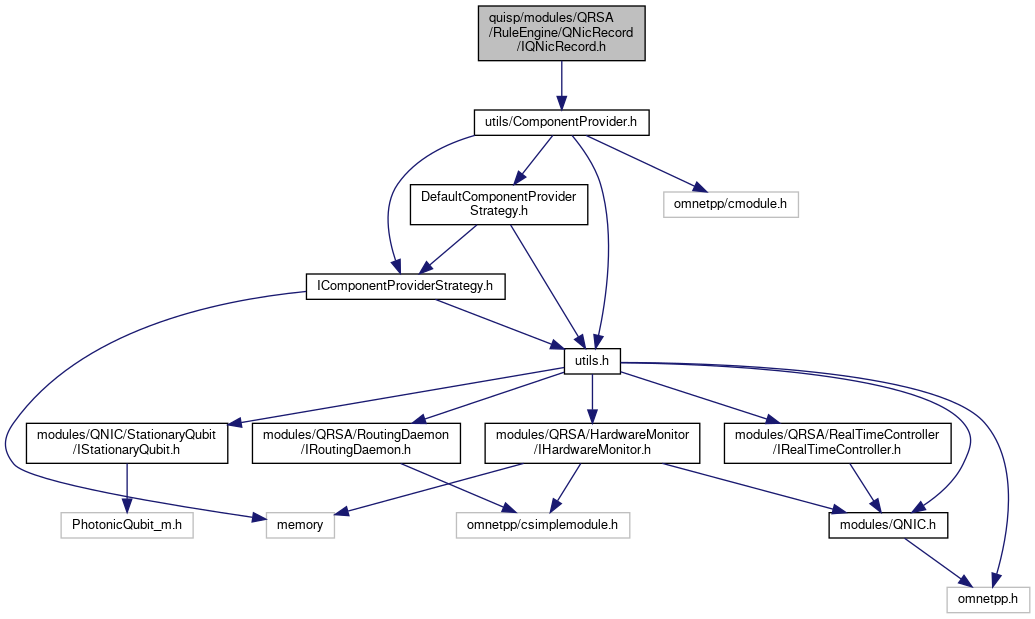 quisp/modules/QRSA
/RuleEngine/QNicRecord
/IQNicRecord.h
utils/ComponentProvider.h
DefaultComponentProvider
Strategy.h
omnetpp/cmodule.h
IComponentProviderStrategy.h
utils.h
modules/QNIC/StationaryQubit
/IStationaryQubit.h
modules/QRSA/RoutingDaemon
/IRoutingDaemon.h
modules/QRSA/HardwareMonitor
/IHardwareMonitor.h
modules/QRSA/RealTimeController
/IRealTimeController.h
PhotonicQubit_m.h
memory
omnetpp/csimplemodule.h
modules/QNIC.h
omnetpp.h